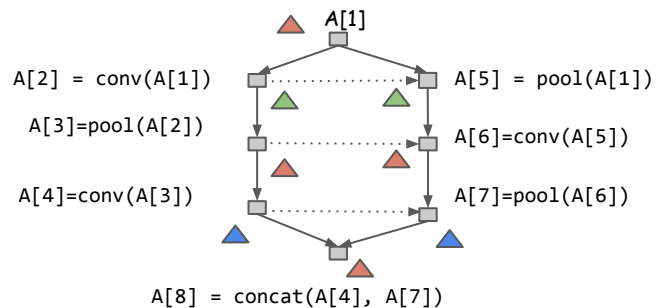 A[1]
A[2] = conv(A[1])
A[5] = pool(A[1])
A[3]=pool(A[2])
A[6]=conv(A[5])
A[4]=conv(A[3])
A[7]=pool(A[6])
A[8] = concat(A[4], A[7])